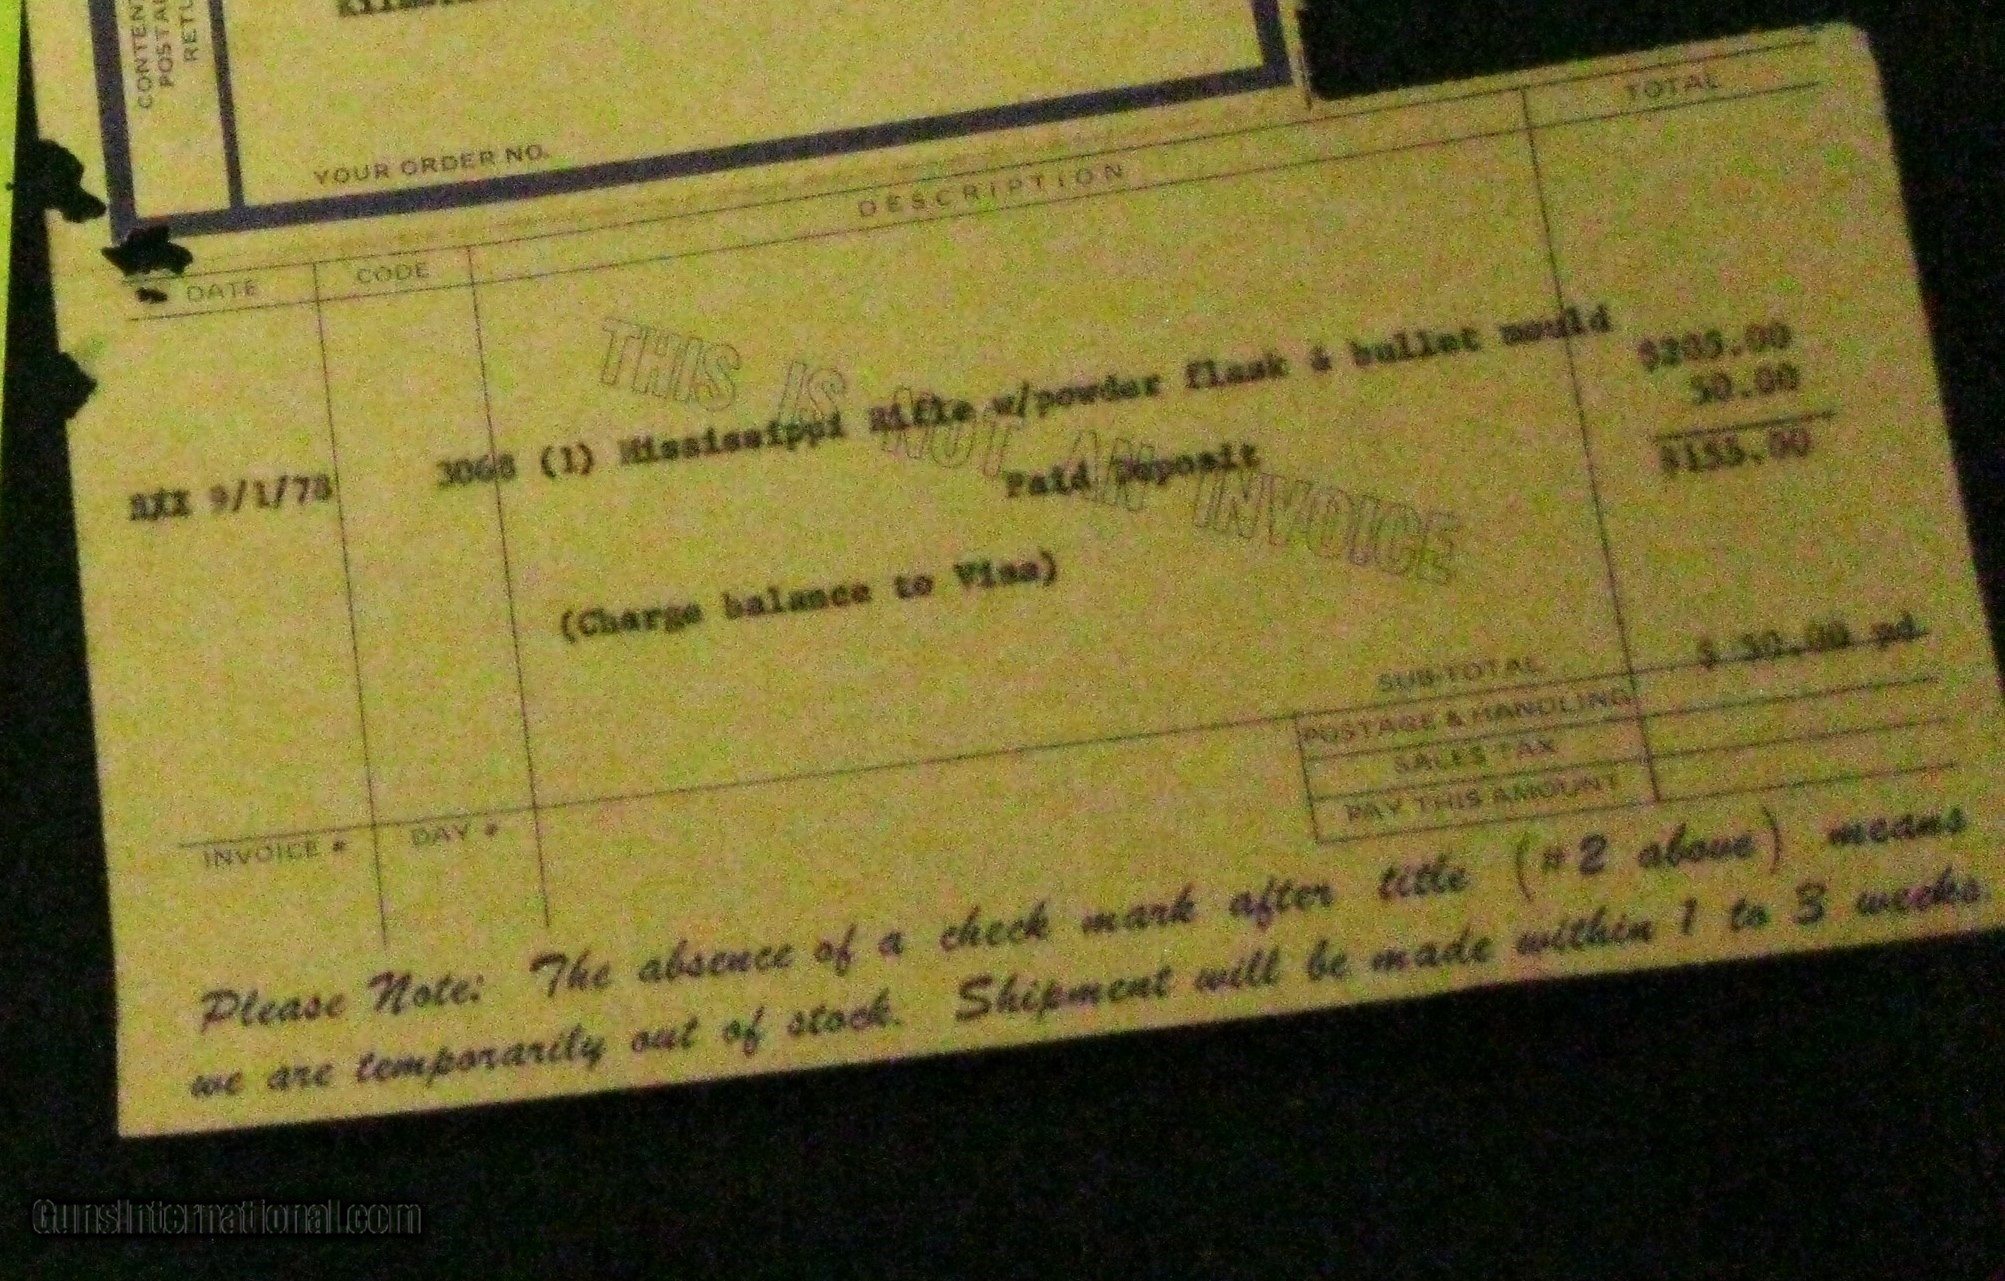 CONTEN
POSTA
RETU
YOUR ORDER NO.
DATE CODE DESCRIPTION TOTAL
THIS IS NOT AN INVOICE
9/1/78 3068 (1) Mississippi Rifle w/powder flask & bullet mould $205.00
Paid Deposit 50.00
$155.00
(Charge balance to Visa)
SUB-TOTAL $ 50.00 pd
POSTAGE & HANDLING
SALES TAX
PAY THIS AMOUNT
INVOICE # DAY #
Please Note: The absence of a check mark after title (#2 above) means
we are temporarily out of stock. Shipment will be made within 1 to 3 weeks.
GunsInternational.com